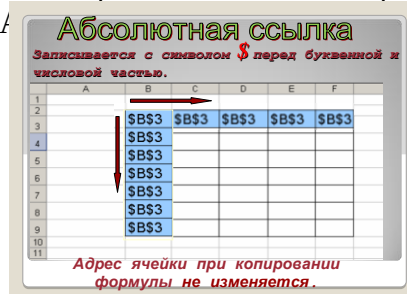 А
Абсолютная ссылка
Записывается с символом $ перед буквенной и
числовой частью.
A B C D E F
1
2
3 $B$3 $B$3 $B$3 $B$3 $B$3
4 $B$3
5 $B$3
6 $B$3
7 $B$3
8 $B$3
9 $B$3
10
11
Адрес ячейки при копировании
формулы не изменяется.